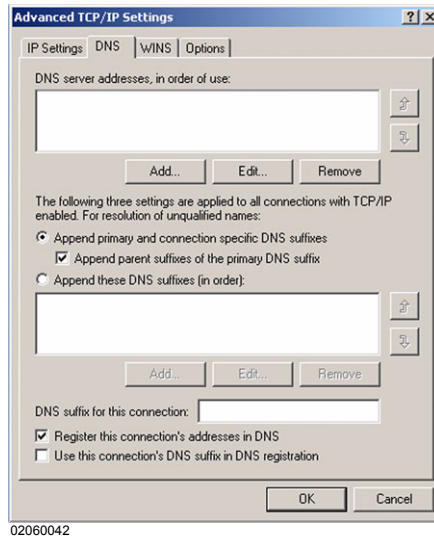 Advanced TCP/IP Settings
IP Settings DNS WINS Options
DNS server addresses, in order of use:
Add... Edit... Remove
The following three settings are applied to all connections with TCP/IP
enabled. For resolution of unqualified names:
Append primary and connection specific DNS suffixes
Append parent suffixes of the primary DNS suffix
Append these DNS suffixes (in order):
Add... Edit... Remove
DNS suffix for this connection:
Register this connection's addresses in DNS
Use this connection's DNS suffix in DNS registration
OK Cancel
02060042